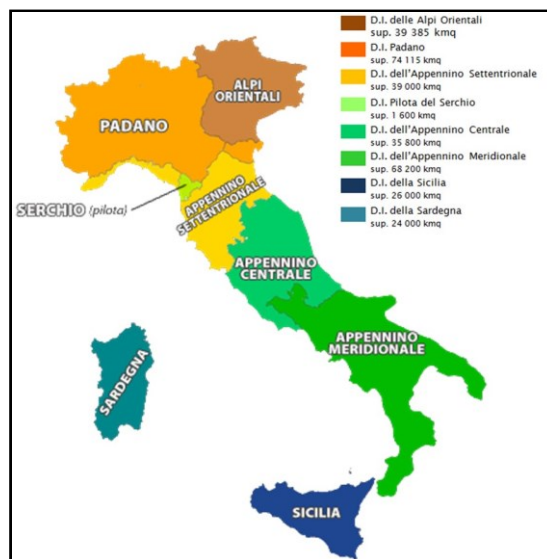 D.I. delle Alpi Orientali
sup. 39 385 kmq
D.I. Padano
sup. 74 115 kmq
D.I. dell'Appennino Settentrionale
sup. 39 000 kmq
D.I. Pilota del Serchio
sup. 1 600 kmq
D.I. dell'Appennino Centrale
sup. 35 800 kmq
D.I. dell'Appennino Meridionale
sup. 68 200 kmq
D.I. della Sicilia
sup. 26 000 kmq
D.I. della Sardegna
sup. 24 000 kmq
ALPI
ORIENTALI
PADANO
SERCHIO (pilota)
APPENNINO
SETTENTRIONALE
APPENNINO
CENTRALE
APPENNINO
MERIDIONALE
SARDEGNA
SICILIA